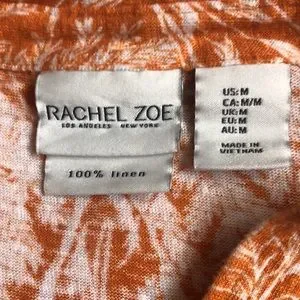 RACHEL ZOE
LOS ANGELES NEW YORK
100% linen
US: M
CA: M/M
UK: M
EU: M
AU: M
MADE IN
VIETNAM